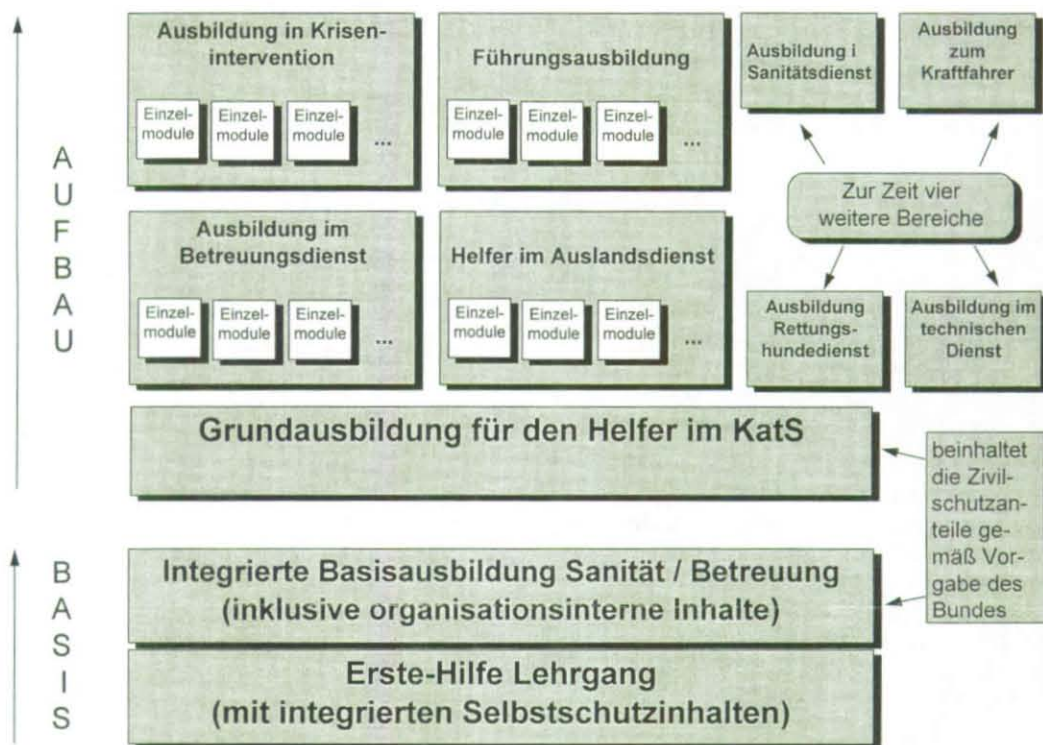 Ausbildung in Krisen-
intervention
Einzel-
module
Einzel-
module
Einzel-
module
...
Führungsausbildung
Einzel-
module
Einzel-
module
Einzel-
module
...
Ausbildung i
Sanitätsdienst
Ausbildung
zum
Kraftfahrer
Zur Zeit vier
weitere Bereiche
A
U
F
B
A
U
Ausbildung im
Betreuungsdienst
Einzel-
module
Einzel-
module
Einzel-
module
...
Helfer im Auslandsdienst
Einzel-
module
Einzel-
module
Einzel-
module
...
Ausbildung
Rettungs-
hundedienst
Ausbildung im
technischen
Dienst
Grundausbildung für den Helfer im KatS
beinhaltet
die Zivil-
schutzan-
teile ge-
mäß Vor-
gabe des
Bundes
B
A
S
I
S
Integrierte Basisausbildung Sanität / Betreuung
(inklusive organisationsinterne Inhalte)
Erste-Hilfe Lehrgang
(mit integrierten Selbstschutzinhalten)